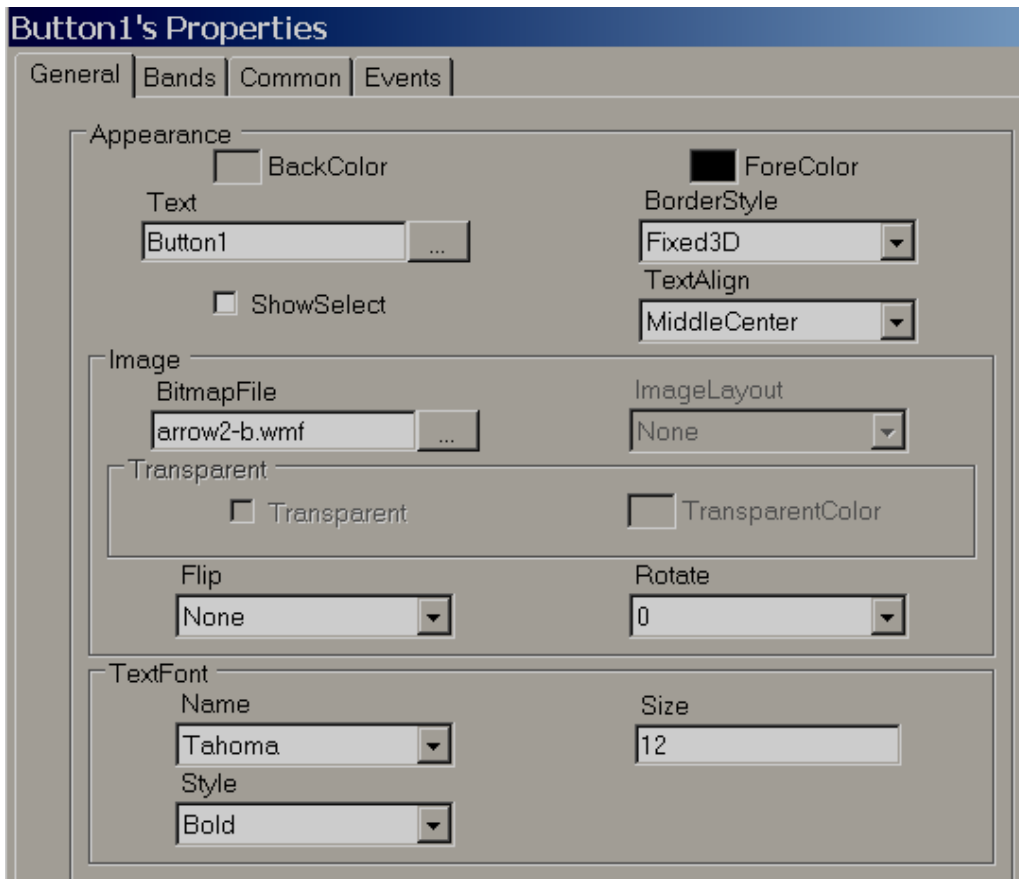 Button1's Properties
General Bands Common Events
Appearance
BackColor ForeColor
Text BorderStyle
Button1 ... Fixed3D
ShowSelect TextAlign
MiddleCenter
Image
BitmapFile ImageLayout
arrow2-b.wmf ... None
Transparent
Transparent TransparentColor
Flip Rotate
None 0
TextFont
Name Size
Tahoma 12
Style
Bold